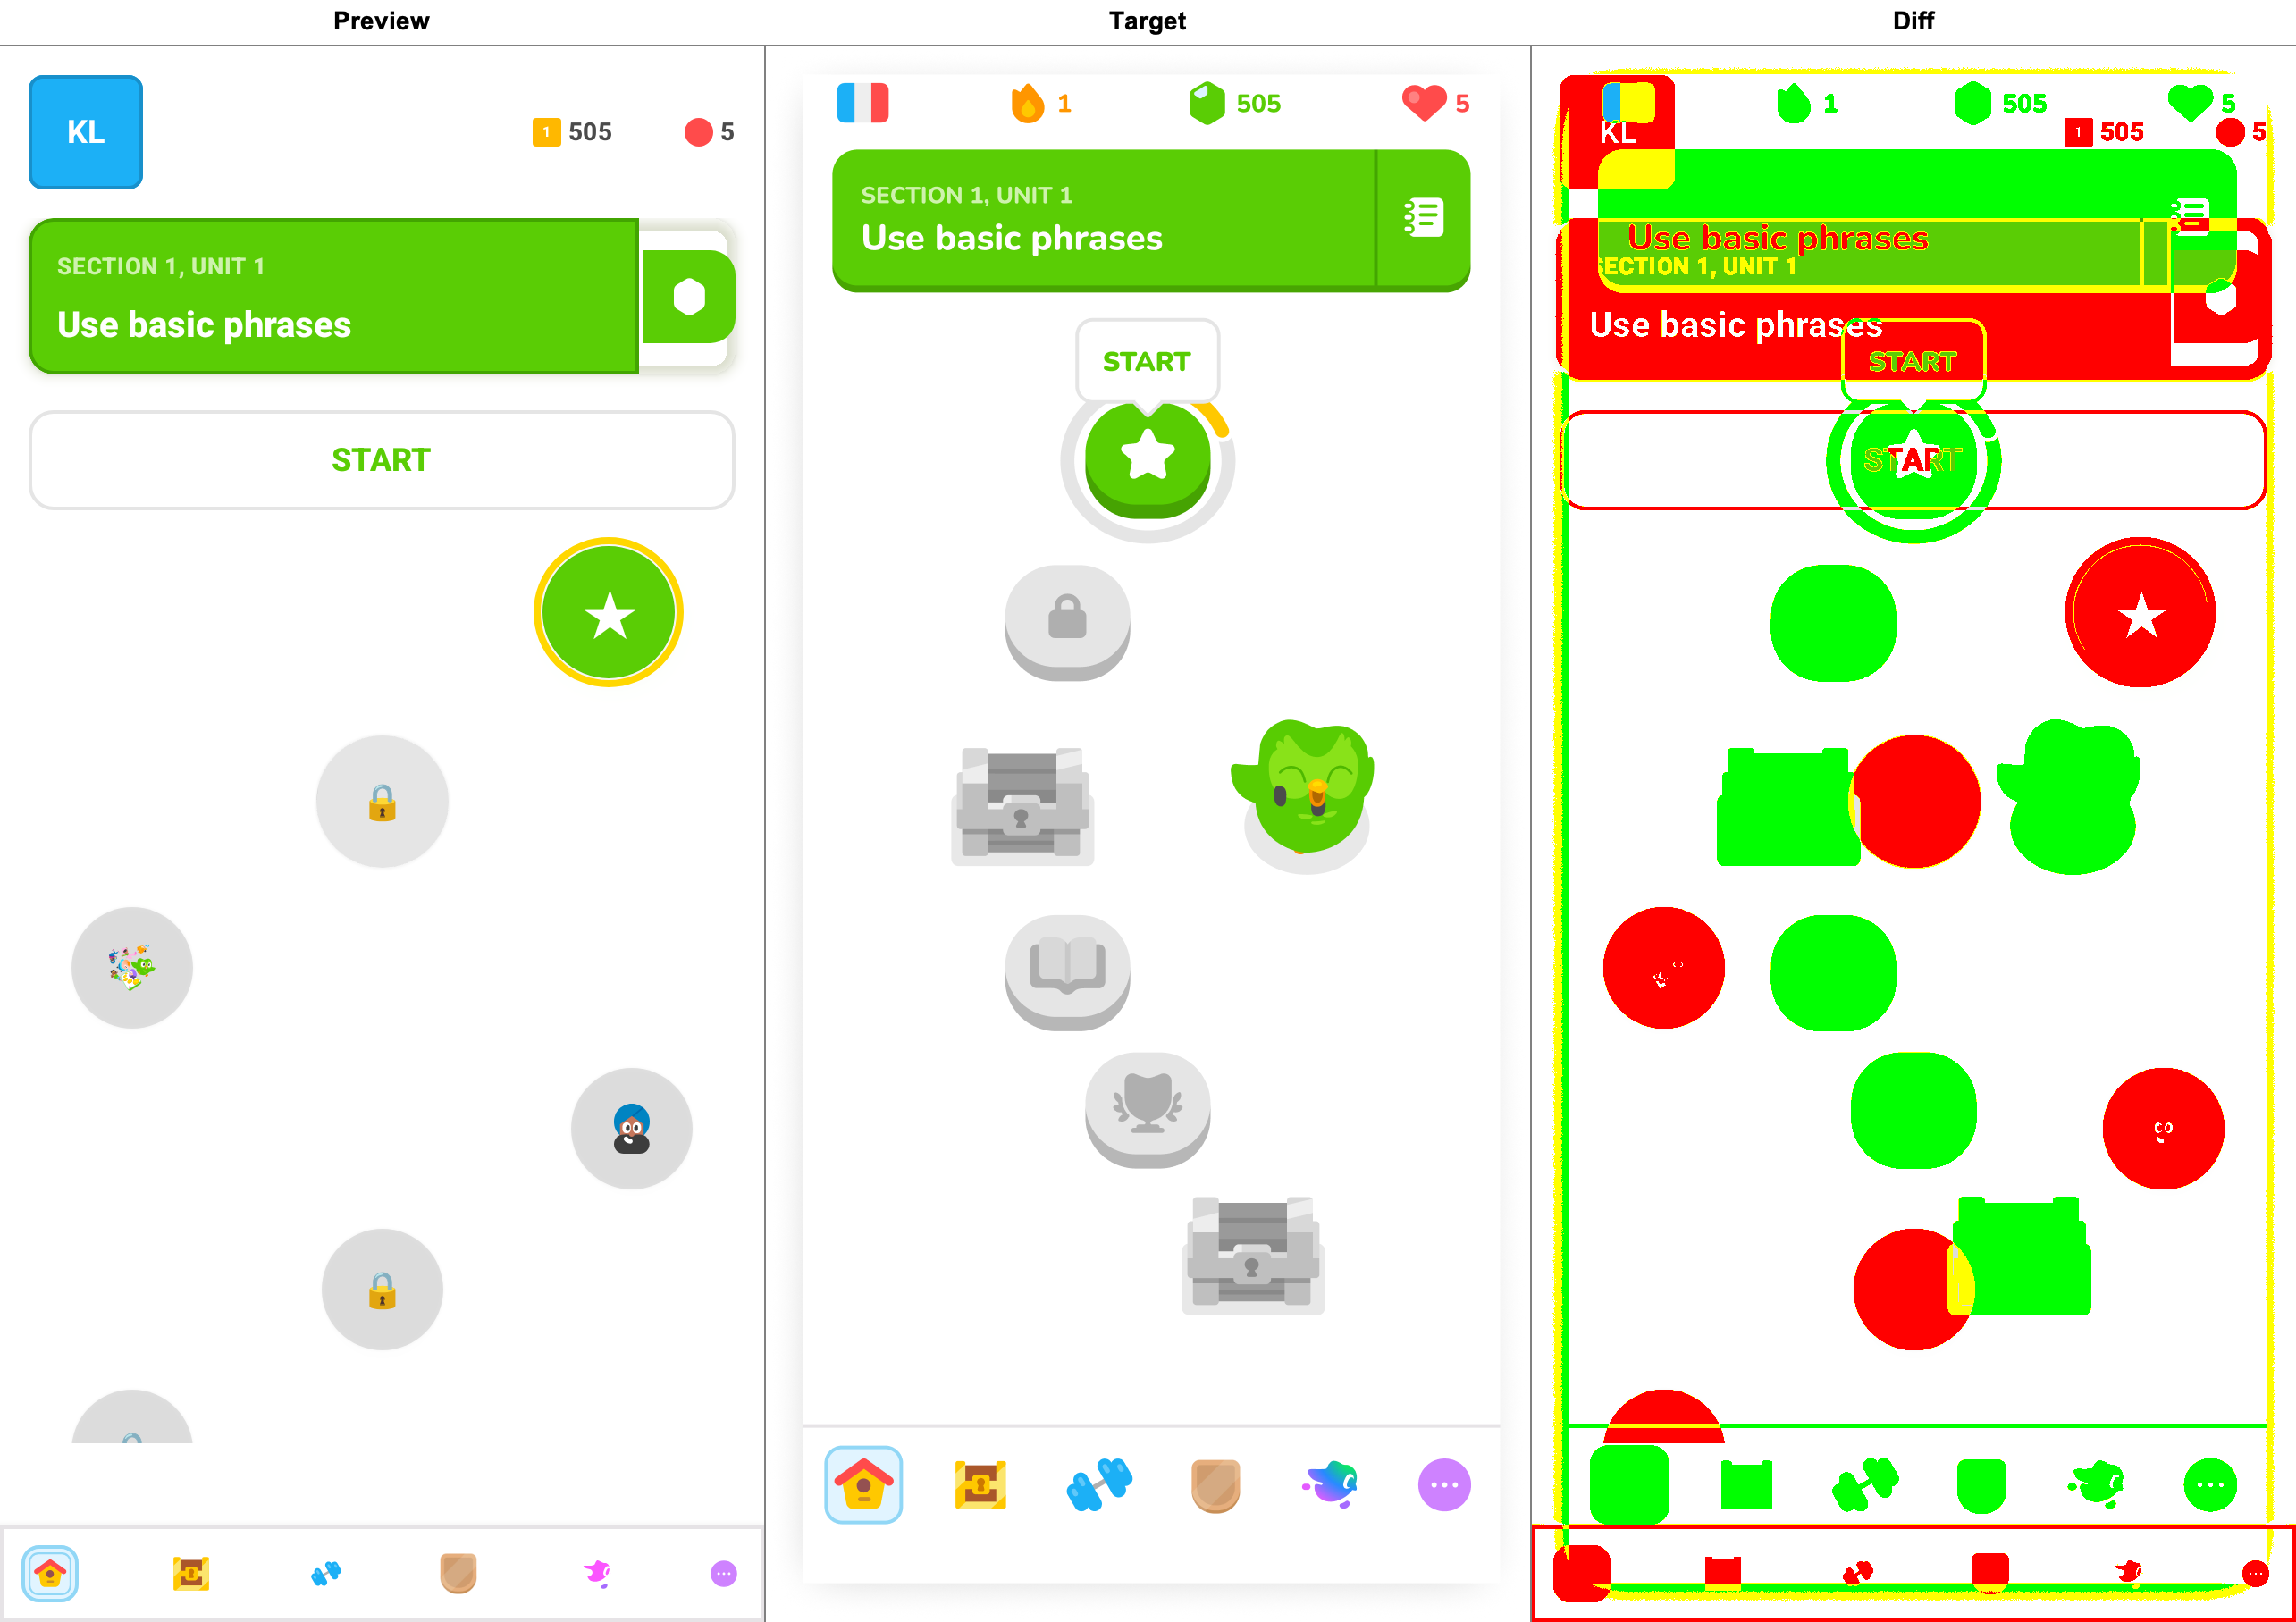 Preview
Target
Diff
KL
1 505
5
SECTION 1, UNIT 1
Use basic phrases
START
1
505
5
SECTION 1, UNIT 1
Use basic phrases
START
KL
1
505
5
1 505
5
Use basic phrases
SECTION 1, UNIT 1
Use basic phrases
START
START